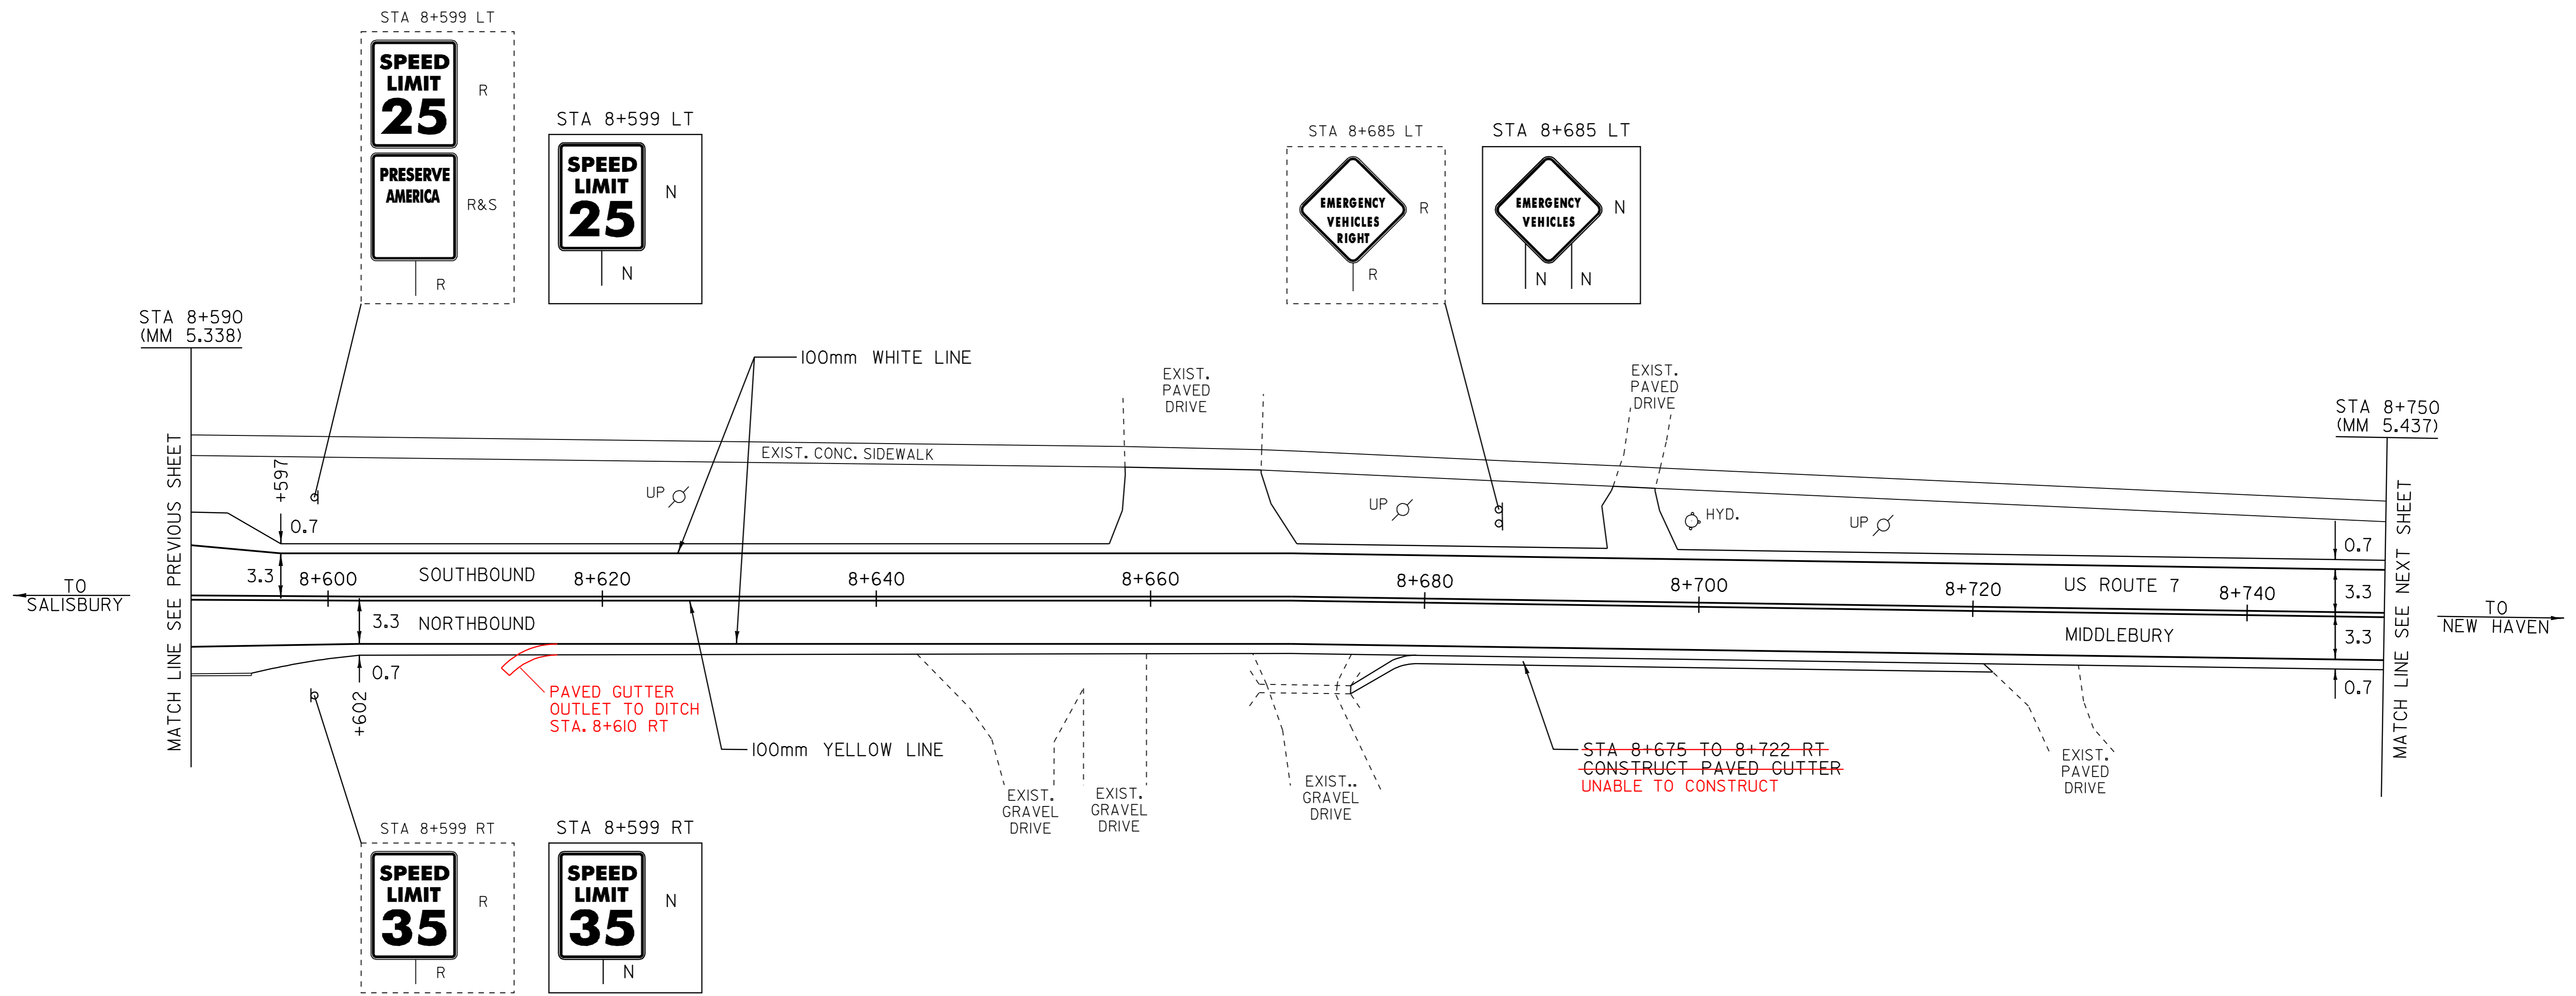 STA 8+599 LT
SPEED
LIMIT
25
R
PRESERVE
AMERICA
R&S
R
STA 8+599 LT
SPEED
LIMIT
25
N
N
STA 8+685 LT
EMERGENCY
VEHICLES
RIGHT
R
R
STA 8+685 LT
EMERGENCY
VEHICLES
N
N
N
STA 8+590
(MM 5.338)
100mm WHITE LINE
EXIST.
PAVED
DRIVE
EXIST.
PAVED
DRIVE
STA 8+750
(MM 5.437)
MATCH LINE SEE PREVIOUS SHEET
EXIST. CONC. SIDEWALK
+597
0.7
UP
UP
HYD.
UP
0.7
MATCH LINE SEE NEXT SHEET
TO
SALISBURY
3.3
8+600
SOUTHBOUND
8+620
8+640
8+660
8+680
8+700
8+720
US ROUTE 7
8+740
3.3
TO
NEW HAVEN
3.3
NORTHBOUND
MIDDLEBURY
3.3
0.7
+602
0.7
PAVED GUTTER
OUTLET TO DITCH
STA. 8+610 RT
100mm YELLOW LINE
STA 8+675 TO 8+722 RT
CONSTRUCT PAVED GUTTER
UNABLE TO CONSTRUCT
EXIST.
GRAVEL
DRIVE
EXIST.
GRAVEL
DRIVE
EXIST..
GRAVEL
DRIVE
EXIST.
PAVED
DRIVE
STA 8+599 RT
SPEED
LIMIT
35
R
R
STA 8+599 RT
SPEED
LIMIT
35
N
N